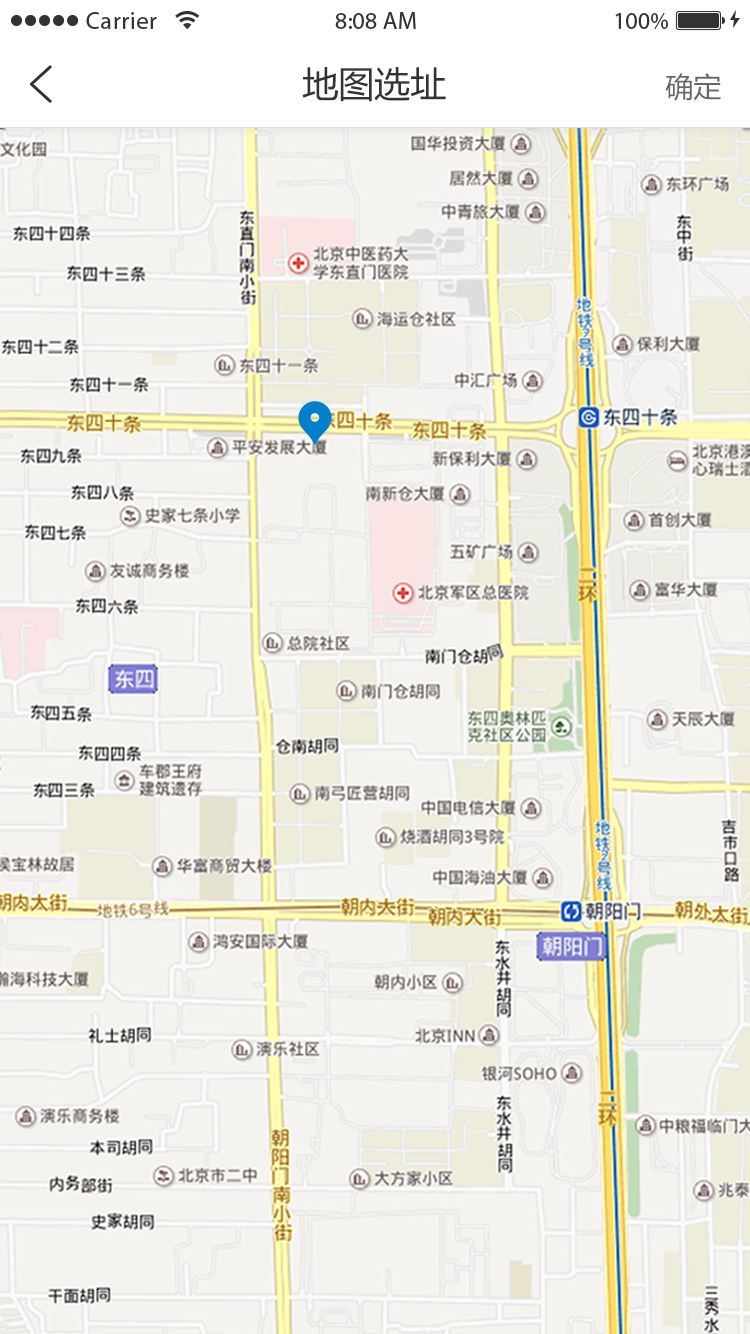 Carrier 8:08 AM 100%
地图选址 确定
文化园
国华投资大厦
居然大厦
东环广场
中青旅大厦
东直门南小街
东中街
东四十四条
北京中医药大
学东直门医院
东四十三条
地铁2号线
海运仓社区
保利大厦
东四十二条
东四十一条
中汇广场
东四十一条
东四十条
东四十条
东四十条
东四十条
平安发展大厦
东四九条
新保利大厦
北京港澳
心瑞士酒
东四八条
南新仓大厦
史家七条小学
首创大厦
东四七条
五矿广场
友诚商务楼
二环
富华大厦
北京军区总医院
东四六条
总院社区
南门仓胡同
东四
南门仓胡同
东四五条
东四奥林匹
克社区公园
天辰大厦
仓南胡同
东四四条
车郡王府
建筑遗存
东四三条
南弓匠营胡同
中国电信大厦
地铁2号线
吉市口路
烧酒胡同3号院
侯宝林故居
华富商贸大楼
中国海油大厦
朝内大街
地铁6号线
朝内大街
朝内大街
朝阳门
朝外大街
鸿安国际大厦
朝阳门
东水井胡同
瀚海科技大厦
朝内小区
礼士胡同
北京INN
演乐社区
银河SOHO
东水井胡同
二环
演乐商务楼
中粮福临门大
本司胡同
朝阳门南小街
北京市二中
大方家小区
内务部街
兆泰
史家胡同
干面胡同
三秀水